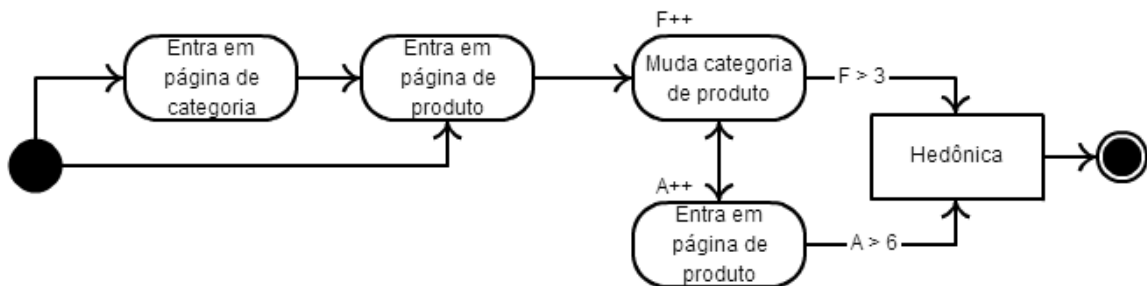 Entra em
página de
categoria
Entra em
página de
produto
F++
Muda categoria
de produto
F > 3
A++
Entra em
página de
produto
A > 6
Hedônica